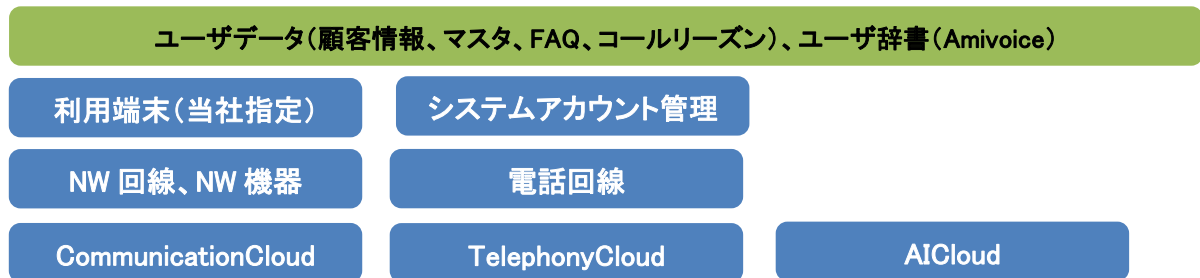 ユーザデータ（顧客情報、マスタ、FAQ、コールリーズン）、ユーザ辞書（Amivoice）
利用端末（当社指定）
システムアカウント管理
NW 回線、NW 機器
電話回線
CommunicationCloud
TelephonyCloud
AICloud